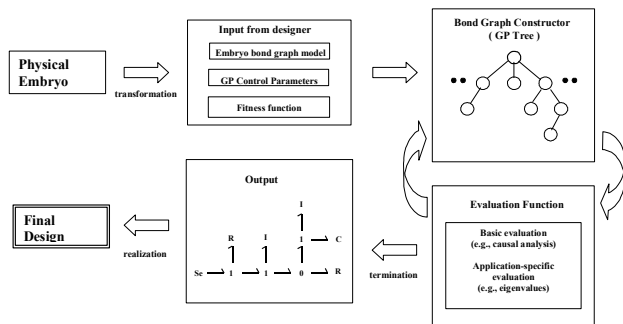 Physical
Embryo
transformation
Input from designer
Embryo bond graph model
GP Control Parameters
Fitness function
Bond Graph Constructor
( GP Tree )
Evaluation Function
Basic evaluation
(e.g., causal analysis)
Application-specific
evaluation
(e.g., eigenvalues)
termination
Output
I
R I 1 C
Se 1 1 0 R
realization
Final
Design